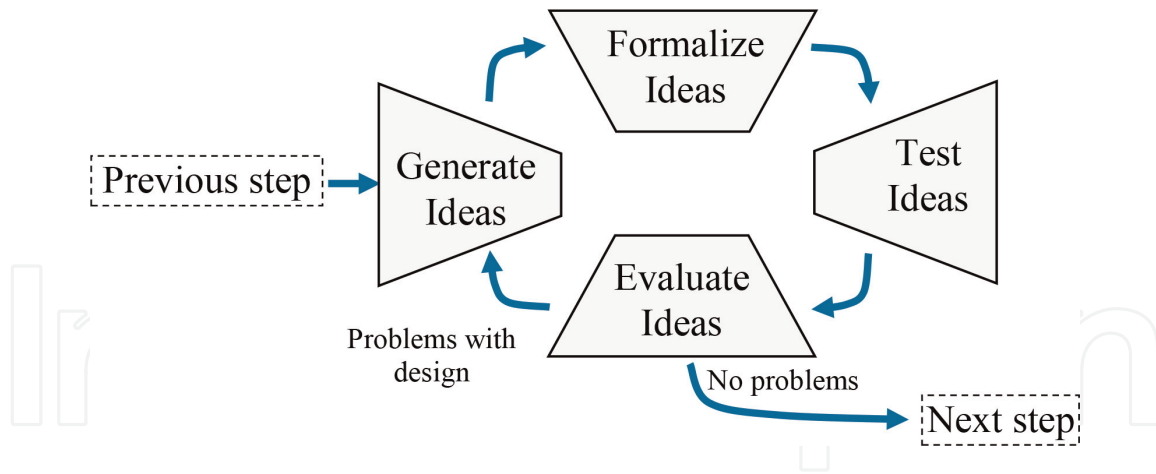 Formalize
Ideas
Previous step
Generate
Ideas
Test
Ideas
Evaluate
Ideas
Problems with
design
No problems
Next step